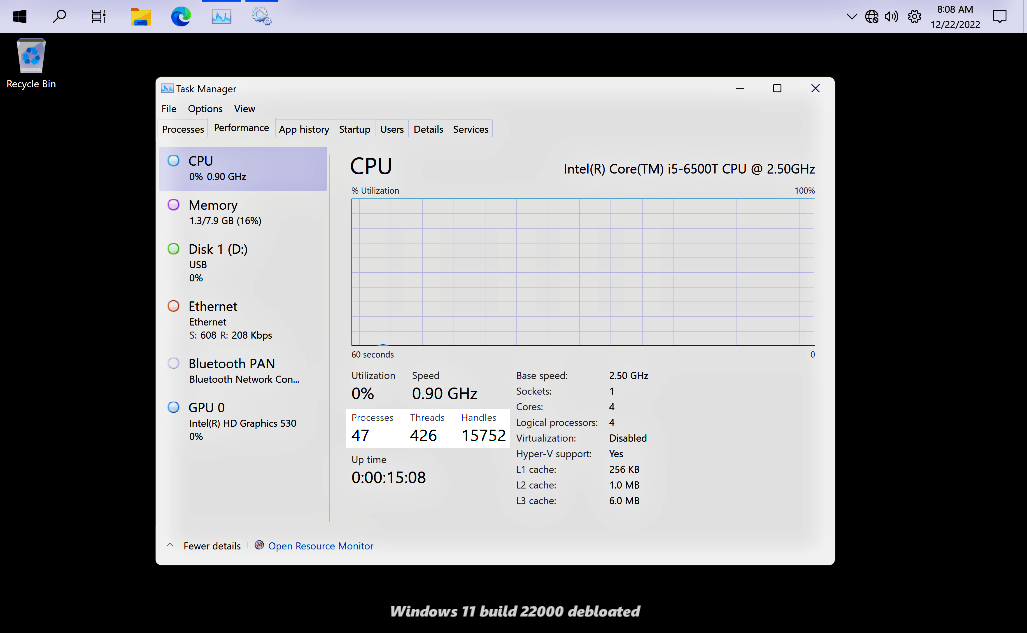 8:08 AM
12/22/2022
Recycle Bin
Task Manager
File Options View
Processes Performance App history Startup Users Details Services
CPU
0% 0.90 GHz
Memory
1.3/7.9 GB (16%)
Disk 1 (D:)
USB
0%
Ethernet
Ethernet
S: 608 R: 208 Kbps
Bluetooth PAN
Bluetooth Network Con...
GPU 0
Intel(R) HD Graphics 530
0%
CPU Intel(R) Core(TM) i5-6500T CPU @ 2.50GHz
% Utilization 100%
60 seconds 0
Utilization Speed
0% 0.90 GHz
Processes Threads Handles
47 426 15752
Up time
0:00:15:08
Base speed: 2.50 GHz
Sockets: 1
Cores: 4
Logical processors: 4
Virtualization: Disabled
Hyper-V support: Yes
L1 cache: 256 KB
L2 cache: 1.0 MB
L3 cache: 6.0 MB
Fewer details Open Resource Monitor
Windows 11 build 22000 debloated